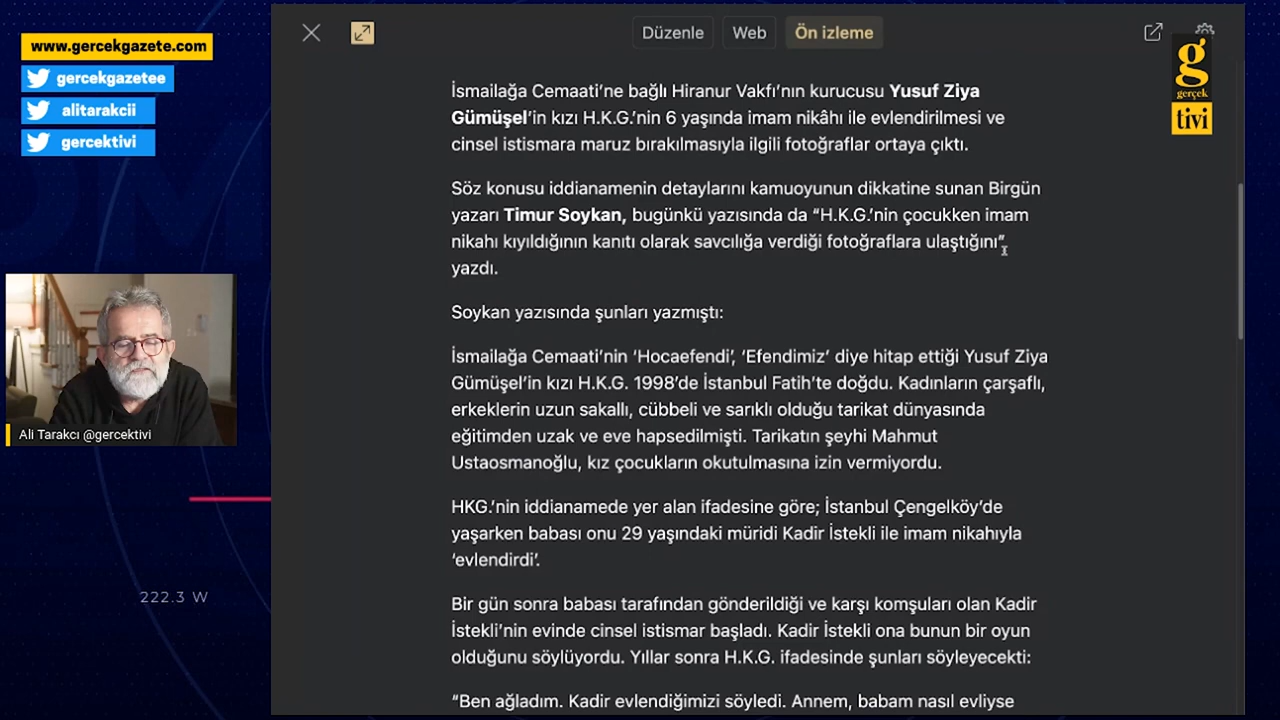 www.gercekgazete.com
gercekgazetee
alitarakcii
gercektivi
Düzenle Web Ön izleme
g
gerçek
tivi
İsmailağa Cemaati’ne bağlı Hiranur Vakfı’nın kurucusu Yusuf Ziya
Gümüşel’in kızı H.K.G.’nin 6 yaşında imam nikâhı ile evlendirilmesi ve
cinsel istismara maruz bırakılmasıyla ilgili fotoğraflar ortaya çıktı.
Söz konusu iddianamenin detaylarını kamuoyunun dikkatine sunan Birgün
yazarı Timur Soykan, bugünkü yazısında da “H.K.G.’nin çocukken imam
nikahı kıyıldığının kanıtı olarak savcılığa verdiği fotoğraflara ulaştığını”
yazdı.
Soykan yazısında şunları yazmıştı:
İsmailağa Cemaati’nin ‘Hocaefendi’, ‘Efendimiz’ diye hitap ettiği Yusuf Ziya
Gümüşel’in kızı H.K.G. 1998’de İstanbul Fatih’te doğdu. Kadınların çarşaflı,
erkeklerin uzun sakallı, cübbeli ve sarıklı olduğu tarikat dünyasında
eğitimden uzak ve eve hapsedilmişti. Tarikatın şeyhi Mahmut
Ustaosmanoğlu, kız çocukların okutulmasına izin vermiyordu.
HKG.’nin iddianamede yer alan ifadesine göre; İstanbul Çengelköy’de
yaşarken babası onu 29 yaşındaki müridi Kadir İstekli ile imam nikahıyla
‘evlendirdi’.
Bir gün sonra babası tarafından gönderildiği ve karşı komşuları olan Kadir
İstekli’nin evinde cinsel istismar başladı. Kadir İstekli ona bunun bir oyun
olduğunu söylüyordu. Yıllar sonra H.K.G. ifadesinde şunları söyleyecekti:
“Ben ağladım. Kadir evlendiğimizi söyledi. Annem, babam nasıl evliyse
Ali Tarakcı @gercektivi
222.3 W